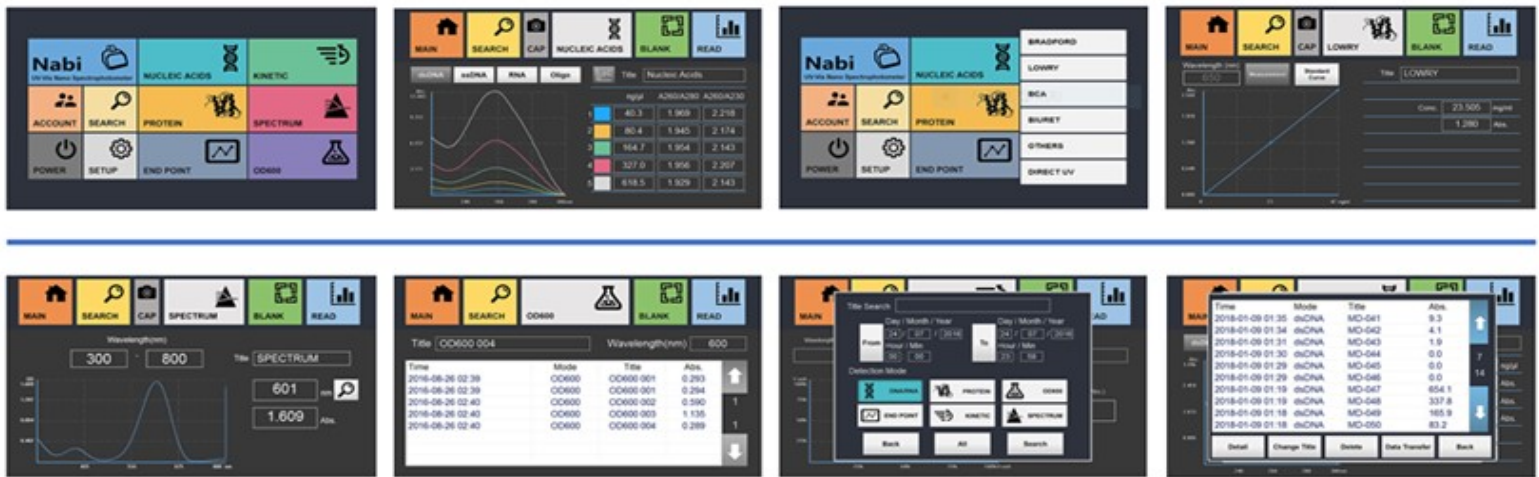 Nabi
UV-Vis Nano Spectrophotometer
NUCLEIC ACIDS
KINETIC
ACCOUNT
SEARCH
PROTEIN
SPECTRUM
POWER
SETUP
END POINT
OD600
MAIN
SEARCH
CAP
NUCLEIC ACIDS
BLANK
READ
dsDNA
ssDNA
RNA
Oligo
Title
Nucleic Acids
ng/µl A260/A280 A260/A230
1 40.3 1.969 2.218
2 80.4 1.945 2.174
3 164.7 1.954 2.143
4 327.0 1.956 2.207
5 618.5 1.929 2.143
Nabi
UV-Vis Nano Spectrophotometer
NUCLEIC ACIDS
ACCOUNT
SEARCH
PROTEIN
POWER
SETUP
END POINT
BRADFORD
LOWRY
BCA
BIURET
OTHERS
DIRECT UV
MAIN
SEARCH
CAP
LOWRY
BLANK
READ
Wavelength (nm)
650
Measurement
Standard Curve
Title LOWRY
Conc. 23.505 mg/ml
1.280 Abs.
MAIN
SEARCH
CAP
SPECTRUM
BLANK
READ
Wavelength(nm)
300 - 800
Title SPECTRUM
601 nm
1.609 Abs.
MAIN
SEARCH
OD600
BLANK
READ
Title OD600 004 Wavelength(nm) 600
Time Mode Title Abs.
2016-08-26 02:39 OD600 OD600 001 0.293
2016-08-26 02:39 OD600 OD600 001 0.294
2016-08-26 02:40 OD600 OD600 002 0.590
2016-08-26 02:40 OD600 OD600 003 1.135
2016-08-26 02:40 OD600 OD600 004 0.289
1
1
MAIN
READ
Title Search
Day / Month / Year Day / Month / Year
From 24 / 07 / 2016 To 24 / 07 / 2016
Hour / Min Hour / Min
00 : 00 23 : 59
Detection Mode
DNA/RNA
PROTEIN
OD600
END POINT
KINETIC
SPECTRUM
Back
All
Search
READ
Time Mode Title Abs.
2018-01-09 01:35 dsDNA MD-041 9.3
2018-01-09 01:34 dsDNA MD-042 4.1
2018-01-09 01:31 dsDNA MD-043 1.9
2018-01-09 01:30 dsDNA MD-044 0.0
2018-01-09 01:29 dsDNA MD-045 0.0
2018-01-09 01:29 dsDNA MD-046 0.0
2018-01-09 01:19 dsDNA MD-047 654.1
2018-01-09 01:19 dsDNA MD-048 337.8
2018-01-09 01:18 dsDNA MD-049 165.9
2018-01-09 01:18 dsDNA MD-050 83.2
7
14
Detail
Change Title
Delete
Data Transfer
Back